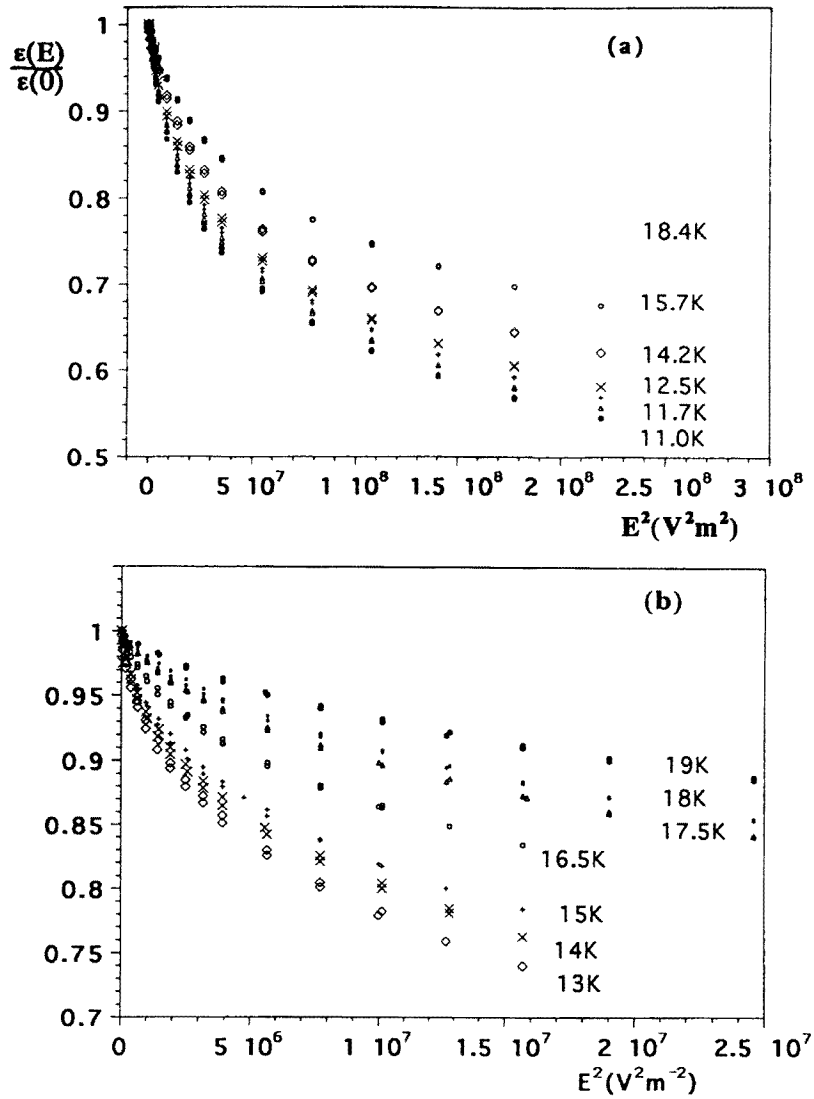 (a)
ε(E)
ε(0)
1
0.9
0.8
0.7
0.6
0.5
18.4K
15.7K
14.2K
12.5K
11.7K
11.0K
0 5 10⁷ 1 10⁸ 1.5 10⁸ 2 10⁸ 2.5 10⁸ 3 10⁸
E²(V²m²)
(b)
1
0.95
0.9
0.85
0.8
0.75
0.7
19K
18K
17.5K
16.5K
15K
14K
13K
0 5 10⁶ 1 10⁷ 1.5 10⁷ 2 10⁷ 2.5 10⁷
E²(V²m⁻²)